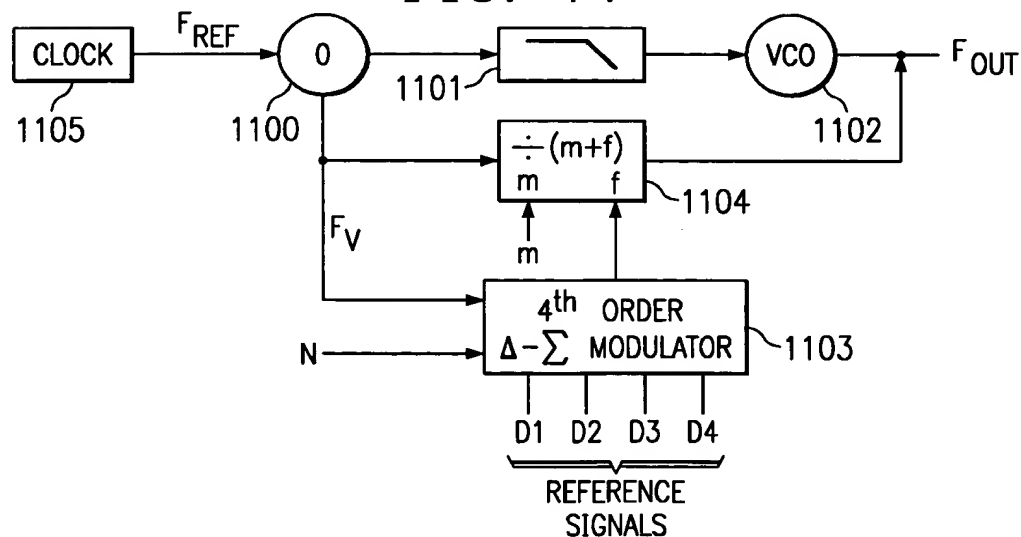 CLOCK
F_REF
0
VCO
F_OUT
1105
1100
1101
1102
÷(m+f)
m f
1104
F_V
m
4th ORDER
Δ-Σ MODULATOR
1103
N
D1 D2 D3 D4
REFERENCE
SIGNALS